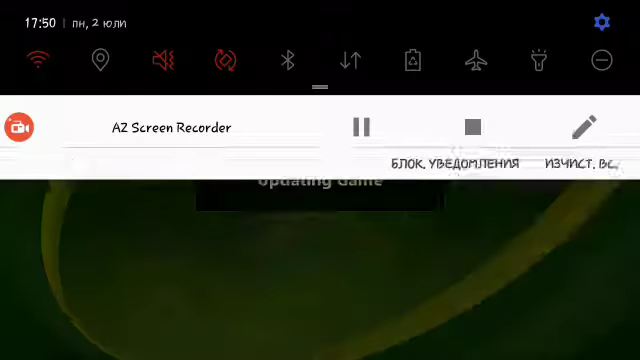 17:50 | пн, 2 юли
AZ Screen Recorder
БЛОК. УВЕДОМЛЕНИЯ ИЗЧИСТ. ВС.
Updating Game